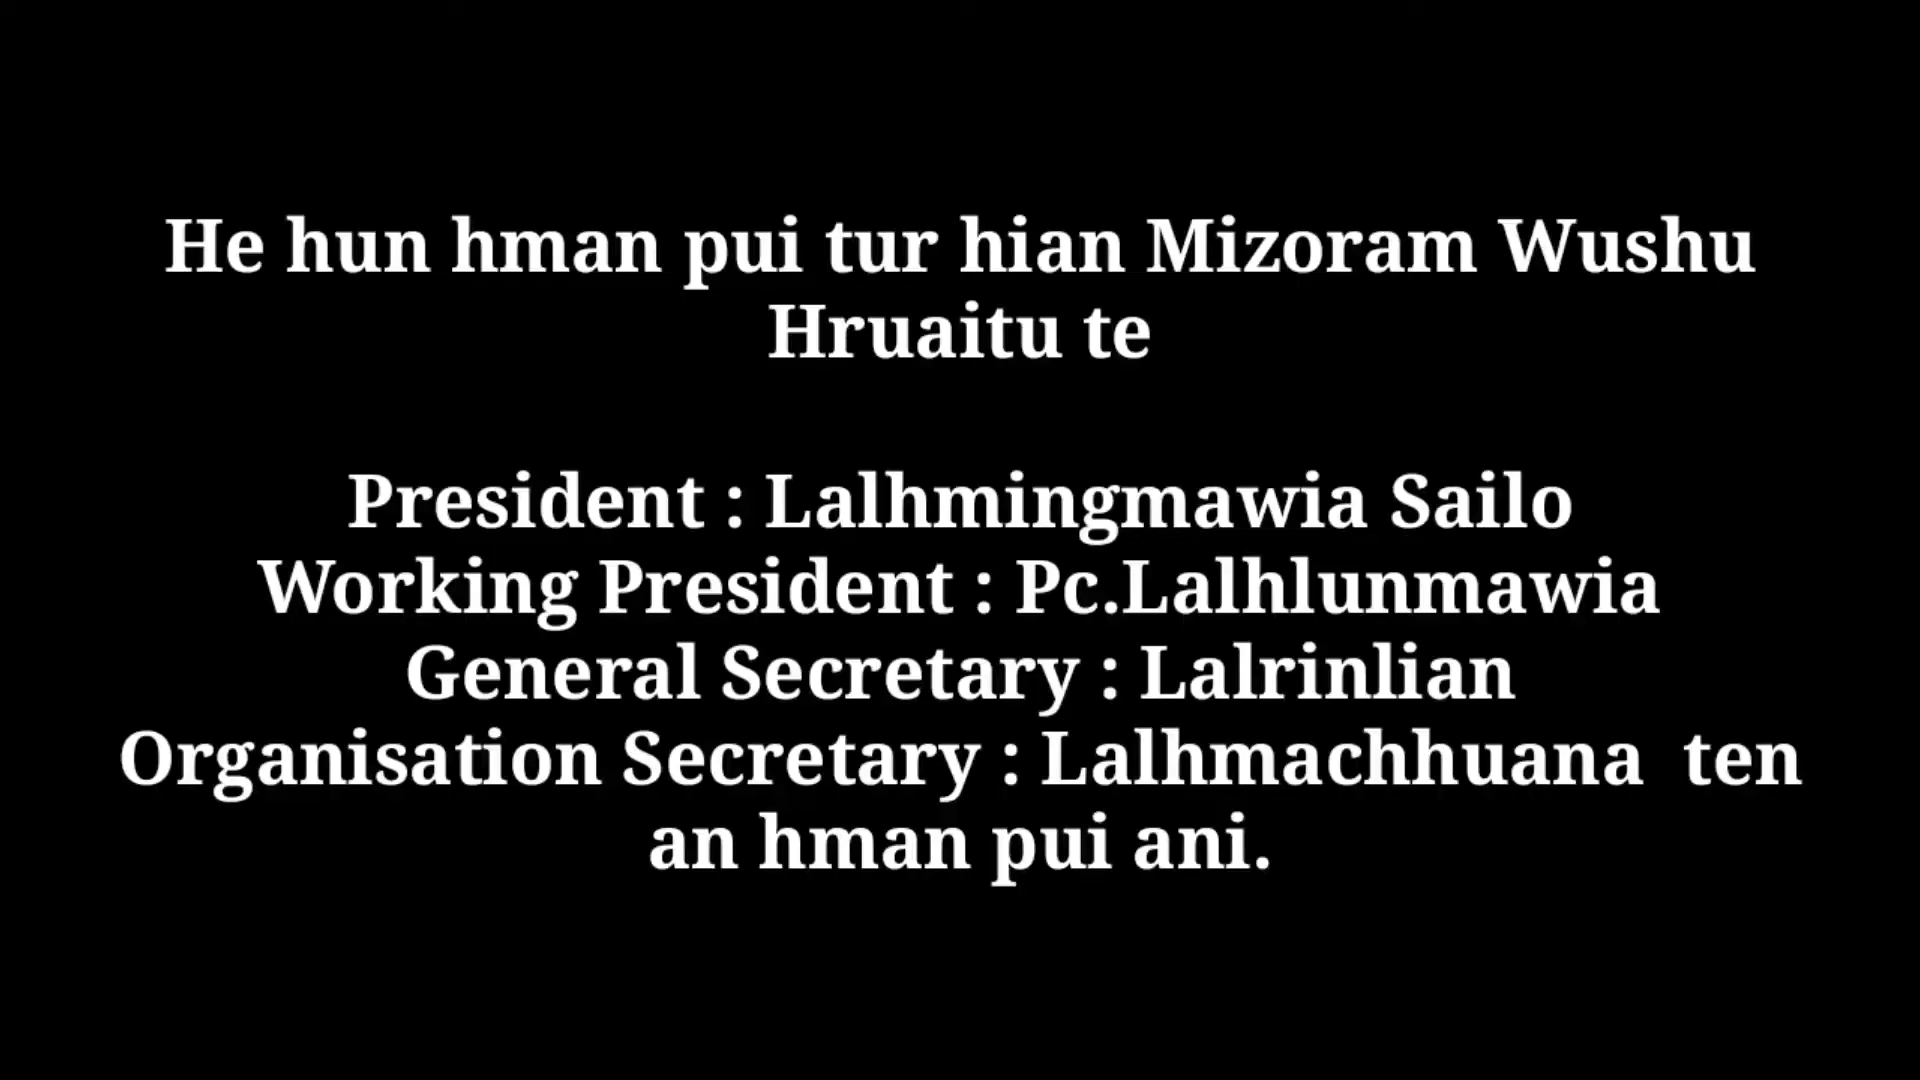 He hun hman pui tur hian Mizoram Wushu
Hruaitu te
President : Lalhmingmawia Sailo
Working President : Pc.Lalhlunmawia
General Secretary : Lalrinlian
Organisation Secretary : Lalhmachhuana  ten
an hman pui ani.